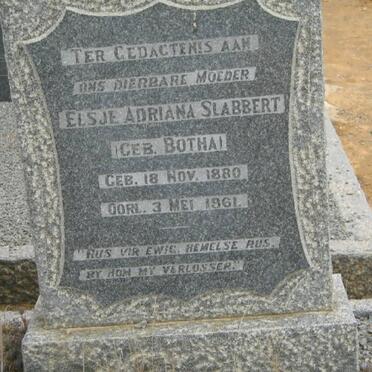 TER GEDACTENIS AAN
ONS DIERBARE MOEDER
ELSJE ADRIANA SLABBERT
(GEB. BOTHA)
GEB. 18 NOV. 1880
OORL. 3 MEI 1961.
RUS VIR EWIG, HEMELSE RUS,
BY HOM MY VERLOSSER.